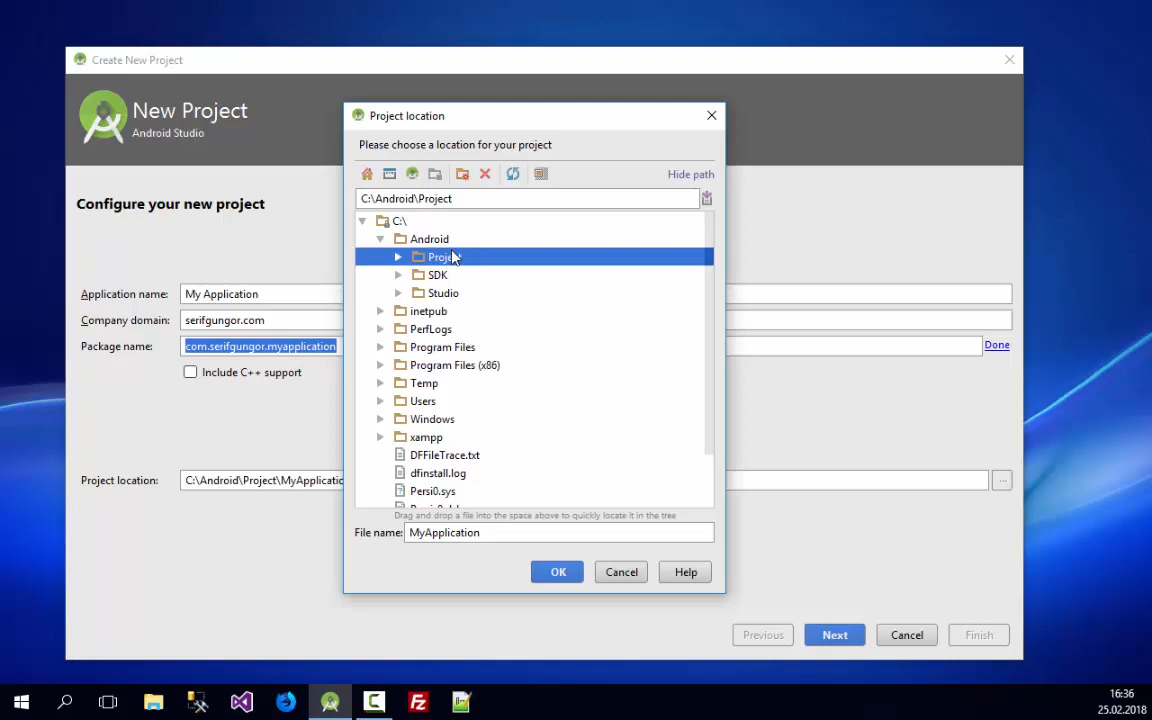 Create New Project
New Project
Android Studio
Configure your new project
Application name: My Application
Company domain: serifgungor.com
Package name: com.serifgungor.myapplication
Done
Include C++ support
Project location: C:\Android\Project\MyApplicatio
...
Previous
Next
Cancel
Finish
Project location
Please choose a location for your project
Hide path
C:\Android\Project
C:\
Android
SDK
Studio
inetpub
PerfLogs
Program Files
Program Files (x86)
Temp
Users
Windows
xampp
DFFileTrace.txt
dfinstall.log
Persi0.sys
Drag and drop a file into the space above to quickly locate it in the tree
File name: MyApplication
OK
Cancel
Help
Fz
16:36
25.02.2018